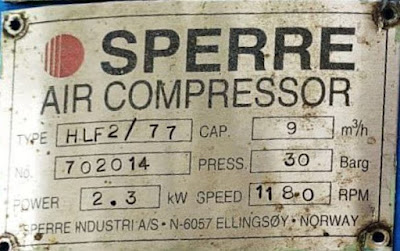 SPERRE
AIR COMPRESSOR
TYPE HLF2/77 CAP. 9 m³/h
No. 702014 PRESS. 30 Barg
POWER 2.3 kW SPEED 1180 RPM
SPERRE INDUSTRI A/S • N-6057 ELLINGSØY • NORWAY